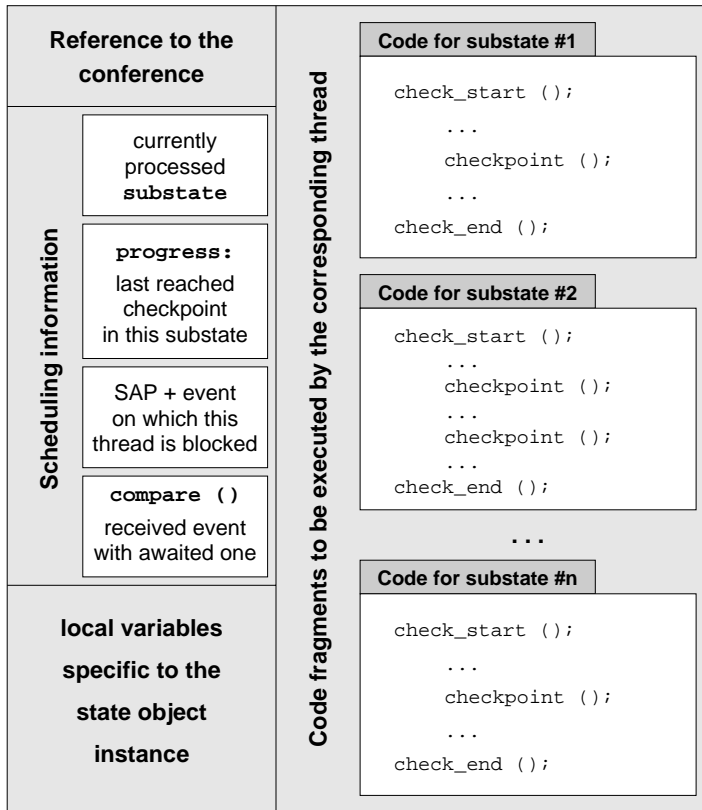 Reference to the
conference
Scheduling information
currently
processed
substate
progress:
last reached
checkpoint
in this substate
SAP + event
on which this
thread is blocked
compare ()
received event
with awaited one
local variables
specific to the
state object
instance
Code fragments to be executed by the corresponding thread
Code for substate #1
check_start ();
...
checkpoint ();
...
check_end ();
Code for substate #2
check_start ();
...
checkpoint ();
...
checkpoint ();
...
check_end ();
...
Code for substate #n
check_start ();
...
checkpoint ();
...
check_end ();